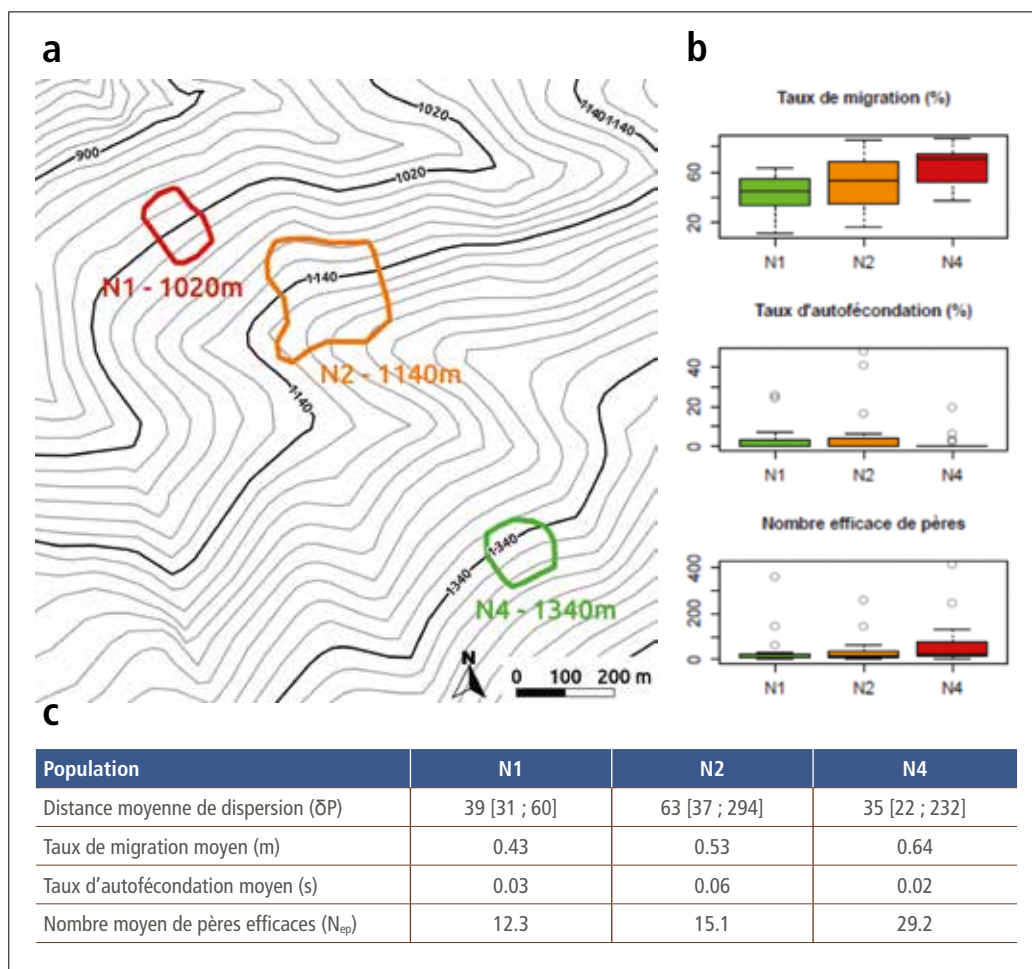 a
900
1020
1020
1140
1140
N1 - 1020m
1140
N2 - 1140m
1140
1340
1340
N4 - 1340m
N
0 100 200 m
b
Taux de migration (%)
60
20
N1 N2 N4
Taux d'autofécondation (%)
40
20
0
N1 N2 N4
Nombre efficace de pères
400
200
0
N1 N2 N4
c
Population N1 N2 N4
Distance moyenne de dispersion (δP) 39 [31 ; 60] 63 [37 ; 294] 35 [22 ; 232]
Taux de migration moyen (m) 0.43 0.53 0.64
Taux d'autofécondation moyen (s) 0.03 0.06 0.02
Nombre moyen de pères efficaces (Nep) 12.3 15.1 29.2